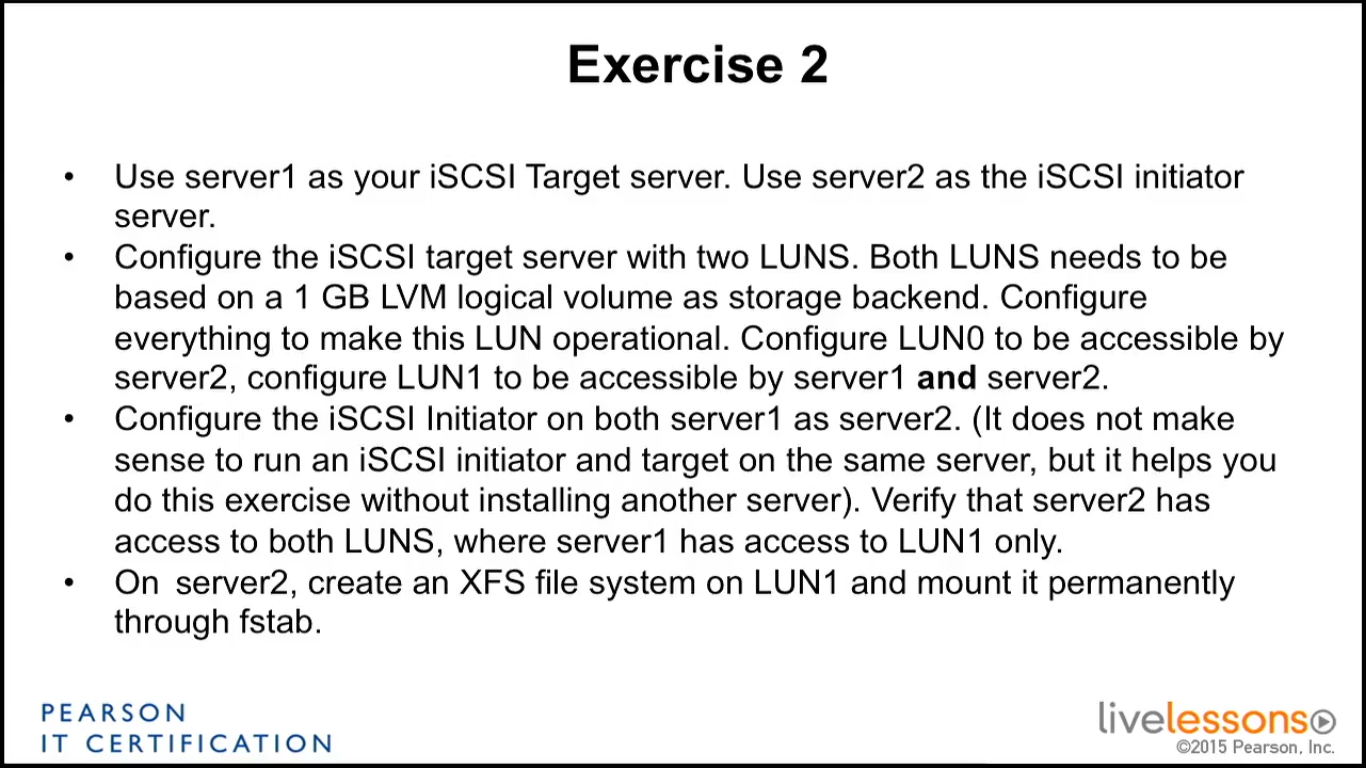 Exercise 2
• Use server1 as your iSCSI Target server. Use server2 as the iSCSI initiator
server.
• Configure the iSCSI target server with two LUNS. Both LUNS needs to be
based on a 1 GB LVM logical volume as storage backend. Configure
everything to make this LUN operational. Configure LUN0 to be accessible by
server2, configure LUN1 to be accessible by server1 and server2.
• Configure the iSCSI Initiator on both server1 as server2. (It does not make
sense to run an iSCSI initiator and target on the same server, but it helps you
do this exercise without installing another server). Verify that server2 has
access to both LUNS, where server1 has access to LUN1 only.
• On server2, create an XFS file system on LUN1 and mount it permanently
through fstab.
PEARSON
IT CERTIFICATION
livelessons
©2015 Pearson, Inc.